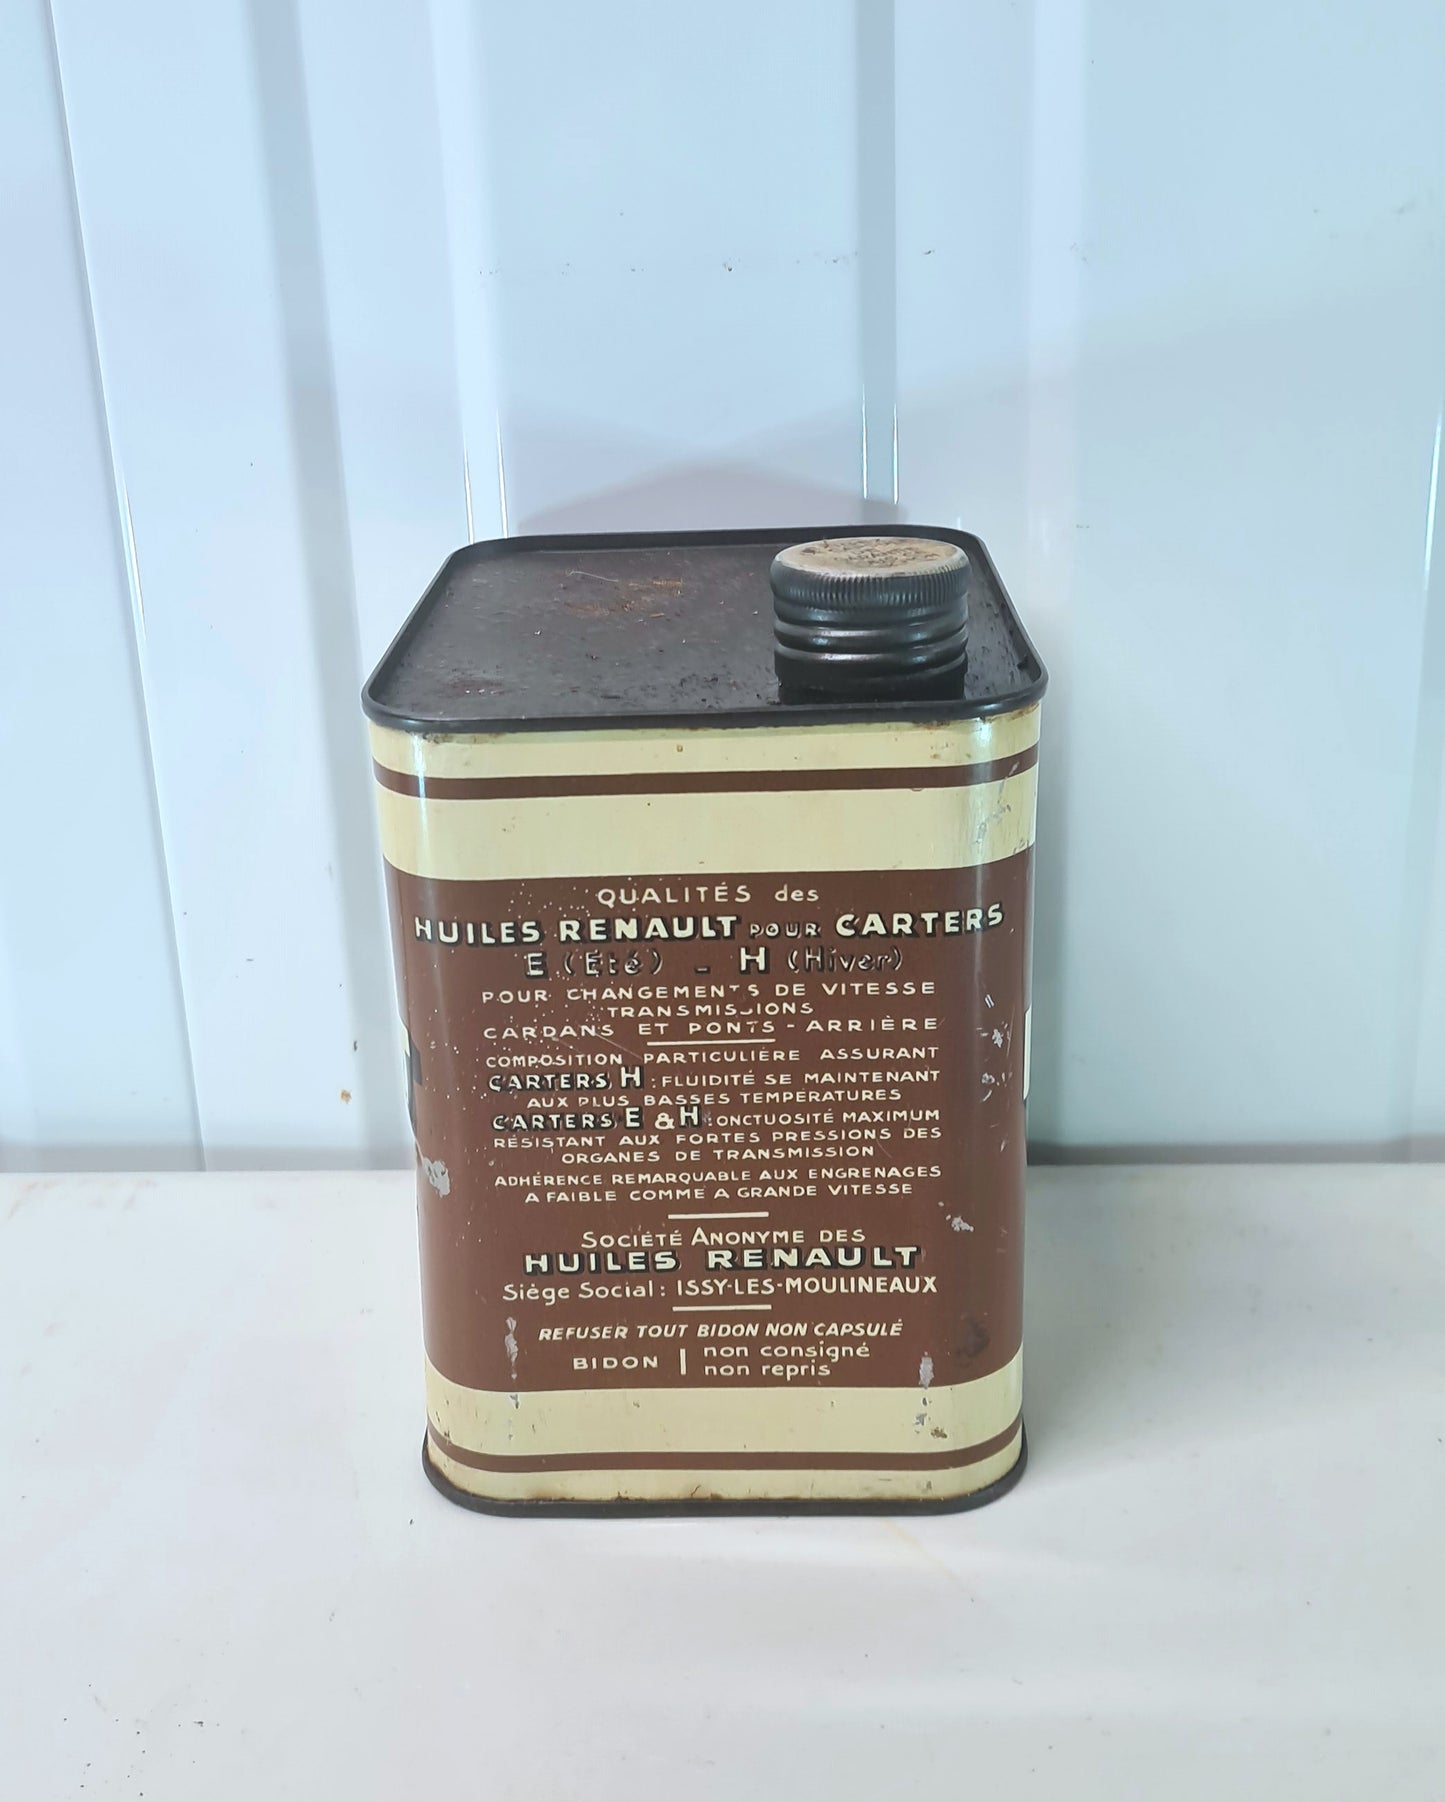 QUALITÉS des
HUILES RENAULT POUR CARTERS
E (Eté) - H (Hiver)
POUR CHANGEMENTS DE VITESSE
TRANSMISSIONS
CARDANS ET PONTS - ARRIÈRE
COMPOSITION PARTICULIÈRE ASSURANT
CARTERS H : FLUIDITÉ SE MAINTENANT
AUX PLUS BASSES TEMPÉRATURES
CARTERS E & H : ONCTUOSITÉ MAXIMUM
RÉSISTANT AUX FORTES PRESSIONS DES
ORGANES DE TRANSMISSION
ADHÉRENCE REMARQUABLE AUX ENGRENAGES
A FAIBLE COMME A GRANDE VITESSE
SOCIÉTÉ ANONYME DES
HUILES RENAULT
Siège Social : ISSY-LES-MOULINEAUX
REFUSER TOUT BIDON NON CAPSULÉ
BIDON | non consigné
non repris